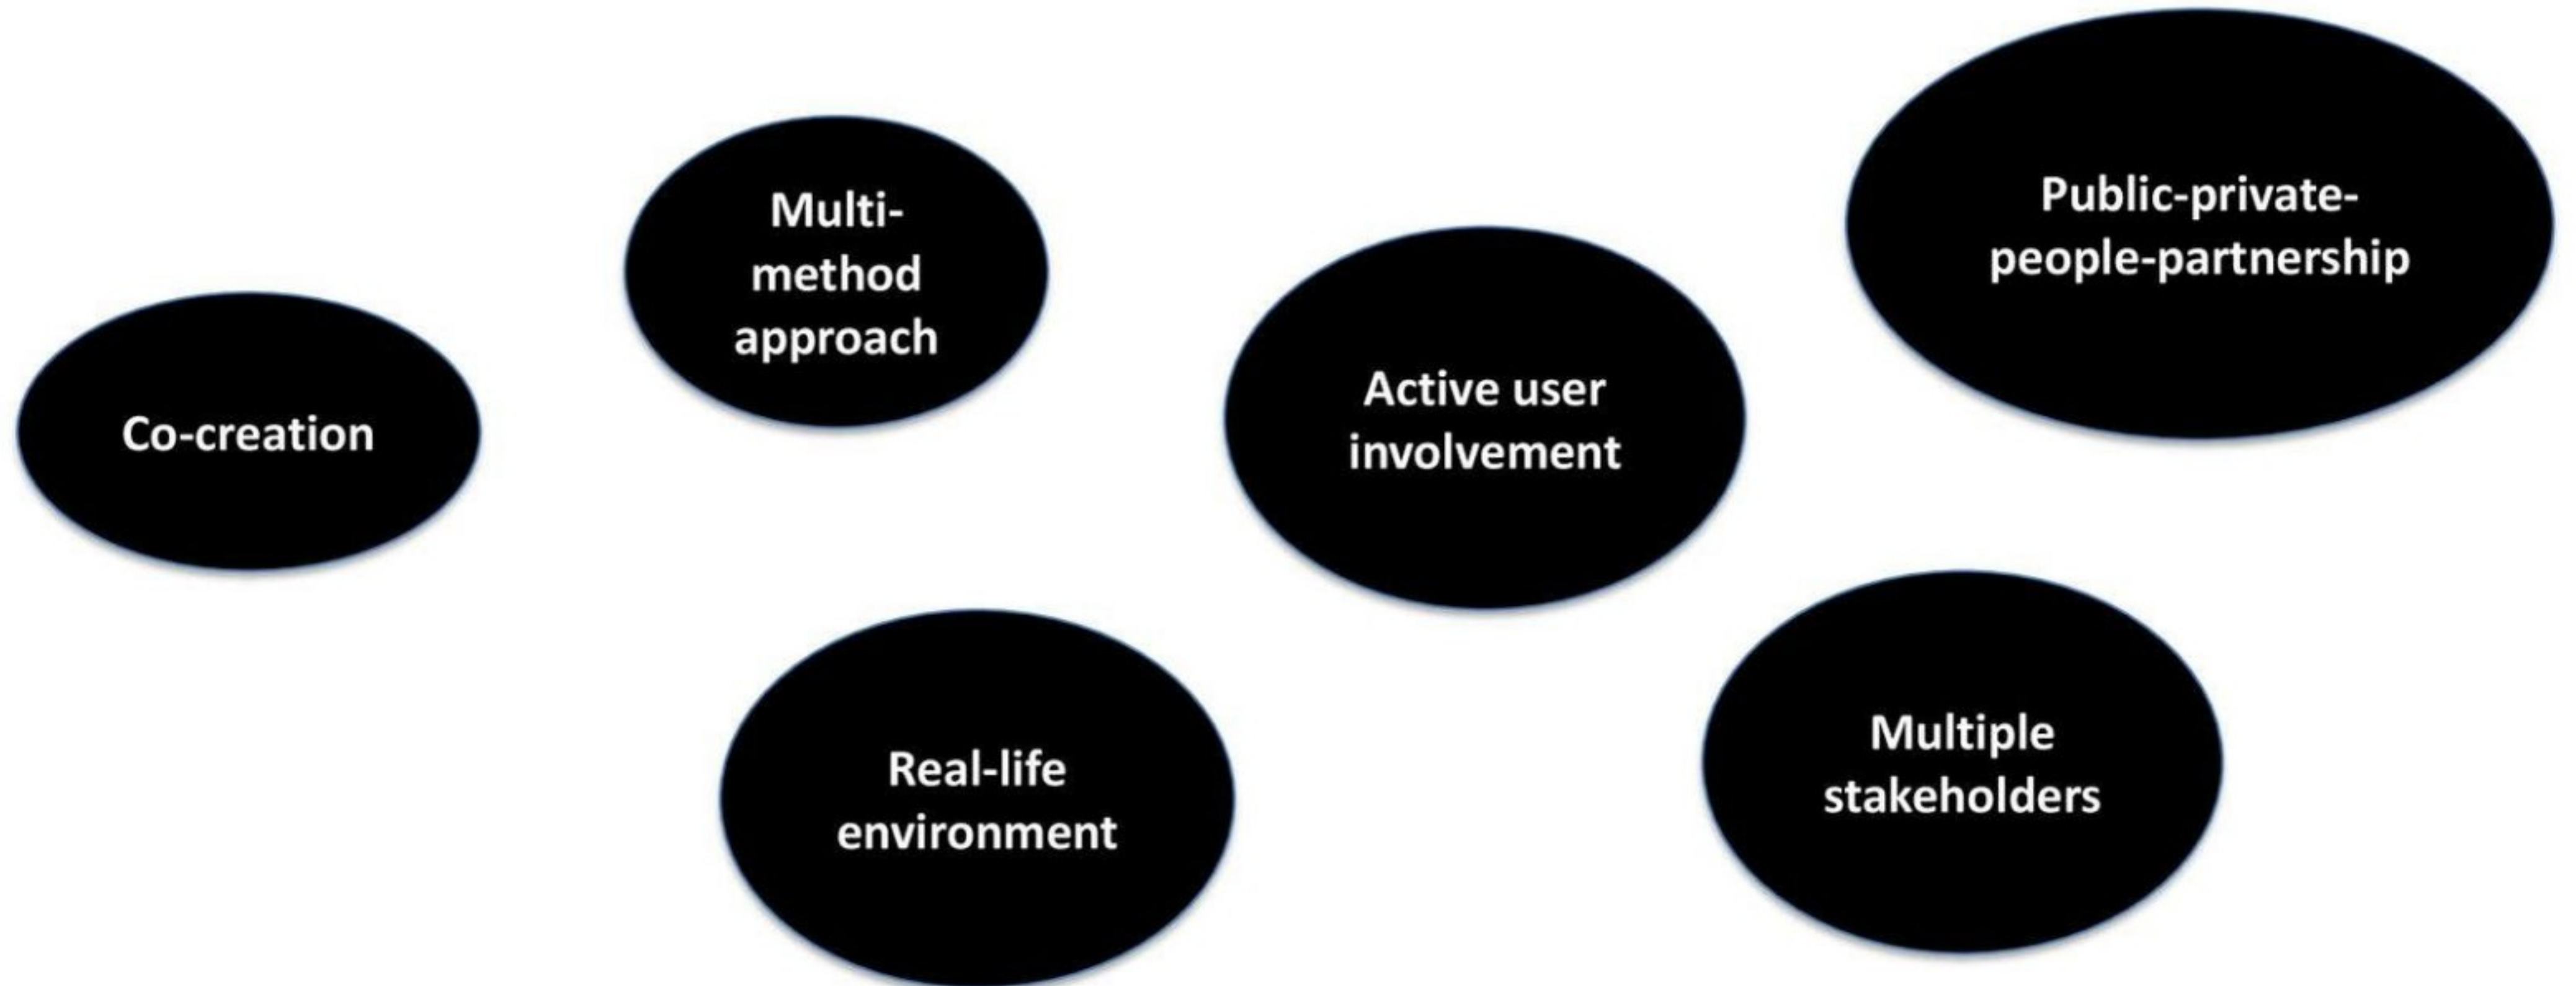 Co-creation
Multi-
method
approach
Active user
involvement
Public-private-
people-partnership
Real-life
environment
Multiple
stakeholders